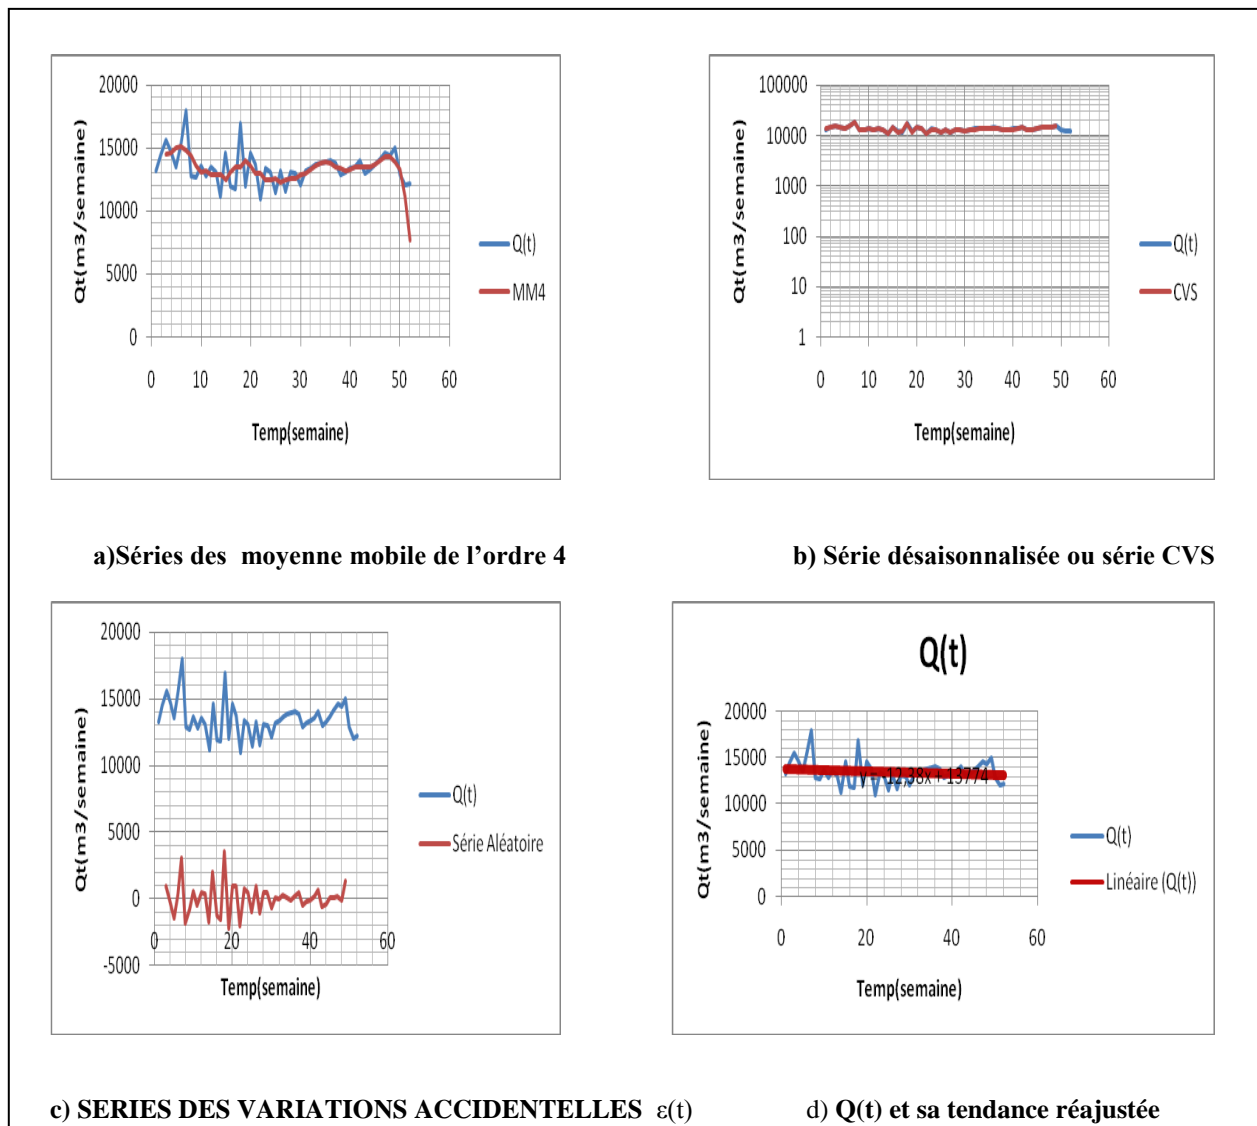 20000
15000
10000
5000
0
Qt(m3/semaine)
0 10 20 30 40 50 60
Temp(semaine)
Q(t)
MM4
100000
10000
1000
100
10
1
Qt(m3/semaine)
0 10 20 30 40 50 60
Temp(semaine)
Q(t)
CVS
a)Séries des moyenne mobile de l'ordre 4
b) Série désaisonnalisée ou série CVS
20000
15000
10000
5000
0
-5000
Qt(m3/semaine)
0 20 40 60
Temp(semaine)
Q(t)
Série Aléatoire
Q(t)
20000
15000
10000
5000
0
Qt(m3/semaine)
y = -12,38x + 13774
0 20 40 60
Temp(semaine)
Q(t)
Linéaire (Q(t))
c) SERIES DES VARIATIONS ACCIDENTELLES ε(t)
d) Q(t) et sa tendance réajustée